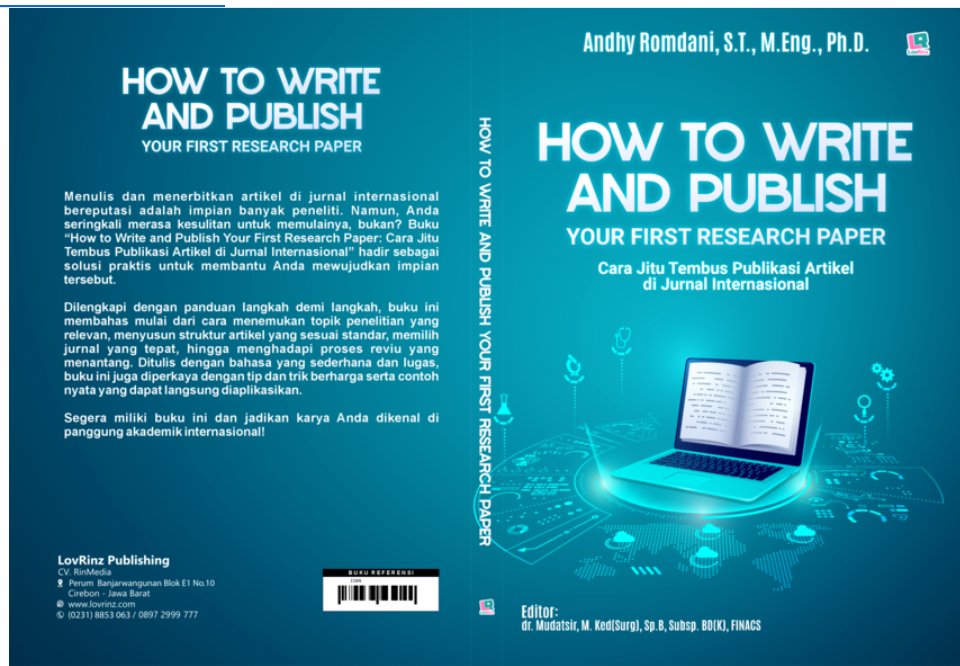 HOW TO WRITE
AND PUBLISH
YOUR FIRST RESEARCH PAPER
Menulis dan menerbitkan artikel di jurnal internasional
bereputasi adalah impian banyak peneliti. Namun, Anda
seringkali merasa kesulitan untuk memulainya, bukan? Buku
“How to Write and Publish Your First Research Paper: Cara Jitu
Tembus Publikasi Artikel di Jurnal Internasional” hadir sebagai
solusi praktis untuk membantu Anda mewujudkan impian
tersebut.
Dilengkapi dengan panduan langkah demi langkah, buku ini
membahas mulai dari cara menemukan topik penelitian yang
relevan, menyusun struktur artikel yang sesuai standar, memilih
jurnal yang tepat, hingga menghadapi proses reviu yang
menantang. Ditulis dengan bahasa yang sederhana dan lugas,
buku ini juga diperkaya dengan tip dan trik berharga serta contoh
nyata yang dapat langsung diaplikasikan.
Segera miliki buku ini dan jadikan karya Anda dikenal di
panggung akademik internasional!
LovRinz Publishing
CV. RinMedia
Perum Banjarwangunan Blok E1 No.10
Cirebon - Jawa Barat
www.lovrinz.com
(0231) 8853 063 / 0897 2999 777
BUKU REFERENSI
ISBN
HOW TO WRITE AND PUBLISH YOUR FIRST RESEARCH PAPER
Andhy Romdani, S.T., M.Eng., Ph.D.
HOW TO WRITE
AND PUBLISH
YOUR FIRST RESEARCH PAPER
Cara Jitu Tembus Publikasi Artikel
di Jurnal Internasional
Editor:
dr. Mudatsir, M. Ked(Surg), Sp.B, Subsp. BD(K), FINACS